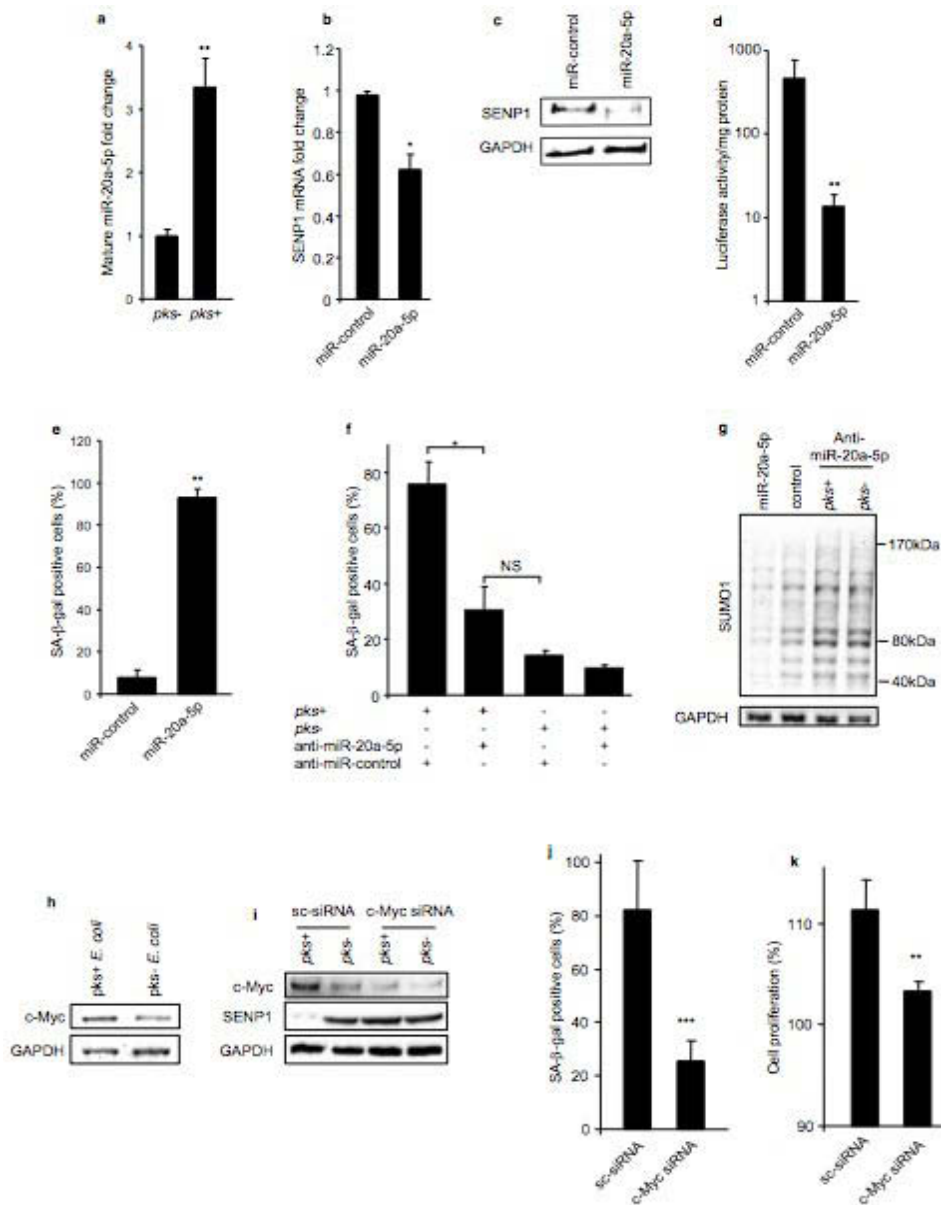 a
Mature miR-20a-5p fold change
4
3
2
1
0
**
pks- pks+
b
SENP1 mRNA fold change
1.2
1
0.8
0.6
0.4
0.2
0
*
miR-control
miR-20a-5p
c
miR-control
miR-20a-5p
SENP1
GAPDH
d
Luciferase activity/mg protein
1000
100
10
1
**
miR-control
miR-20a-5p
e
SA-β-gal positive cells (%)
120
100
80
60
40
20
0
**
miR-control
miR-20a-5p
f
SA-β-gal positive cells (%)
80
60
40
20
0
*
NS
pks+ + + - -
pks- - - + +
anti-miR-20a-5p - + - +
anti-miR-control + - + -
g
miR-20a-5p
control
Anti-
miR-20a-5p
pks+
pks-
SUMO1
170kDa
80kDa
40kDa
GAPDH
h
pks+ E. coli
pks- E. coli
c-Myc
GAPDH
i
sc-siRNA c-Myc siRNA
pks+ pks- pks+ pks-
c-Myc
SENP1
GAPDH
j
SA-β-gal positive cells (%)
100
80
60
40
20
0
***
sc-siRNA
c-Myc siRNA
k
Cell proliferation (%)
110
100
90
**
sc-siRNA
c-Myc siRNA